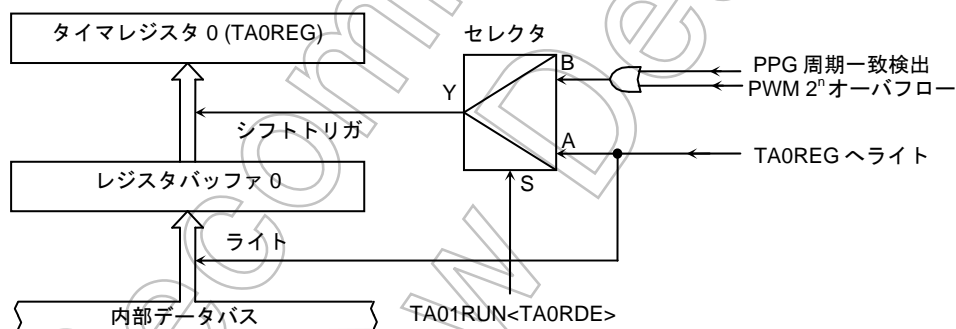 タイマレジスタ 0 (TA0REG)
セレクタ
B
PPG 周期一致検出
Y
PWM 2ⁿオーバフロー
シフトトリガ
A
TA0REG へライト
レジスタバッファ 0
S
ライト
内部データバス
TA01RUN<TA0RDE>